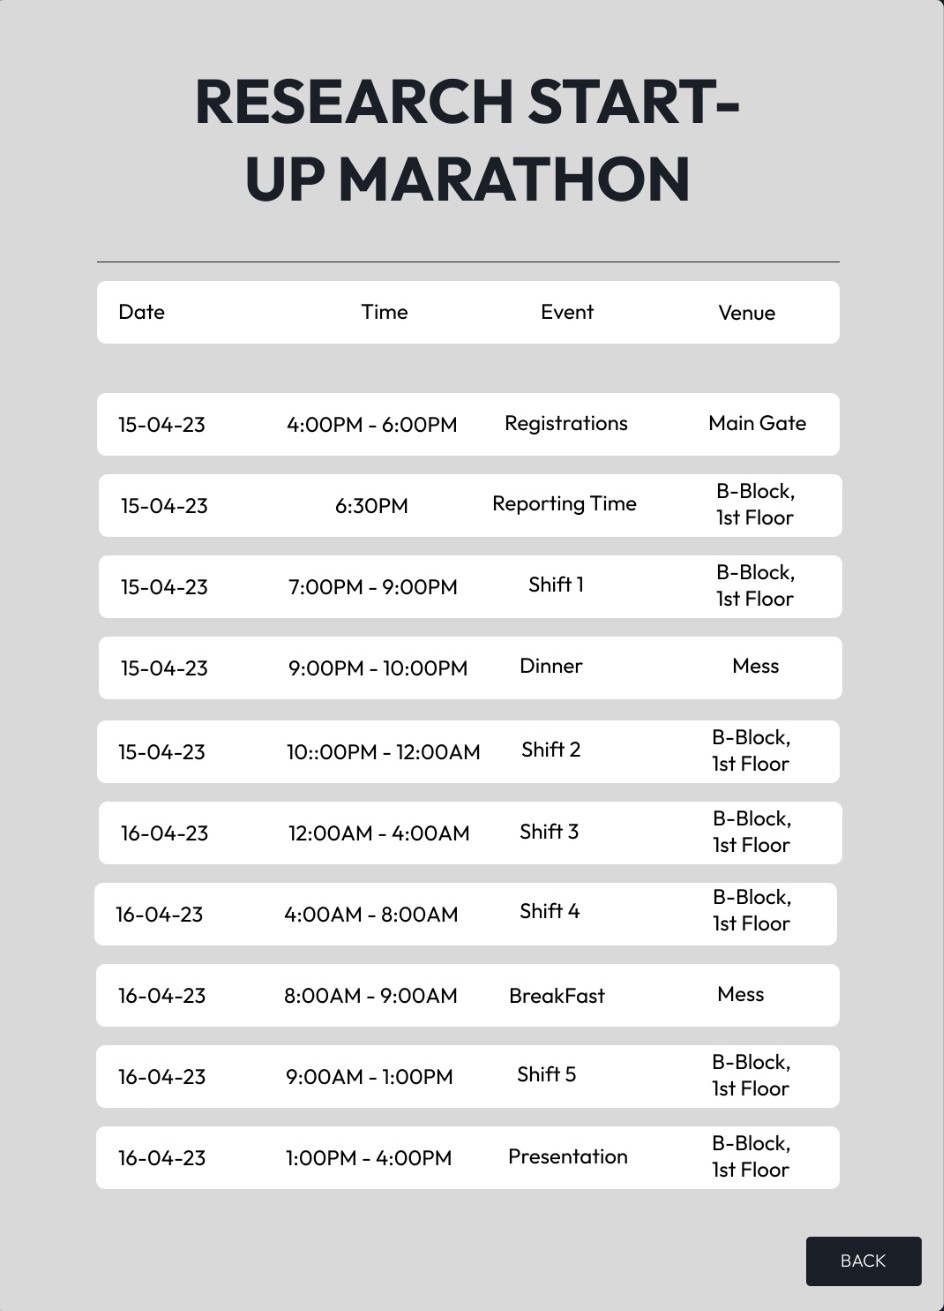 RESEARCH START-
UP MARATHON
Date Time Event Venue
15-04-23 4:00PM - 6:00PM Registrations Main Gate
15-04-23 6:30PM Reporting Time B-Block,
1st Floor
15-04-23 7:00PM - 9:00PM Shift 1 B-Block,
1st Floor
15-04-23 9:00PM - 10:00PM Dinner Mess
15-04-23 10::00PM - 12:00AM Shift 2 B-Block,
1st Floor
16-04-23 12:00AM - 4:00AM Shift 3 B-Block,
1st Floor
16-04-23 4:00AM - 8:00AM Shift 4 B-Block,
1st Floor
16-04-23 8:00AM - 9:00AM BreakFast Mess
16-04-23 9:00AM - 1:00PM Shift 5 B-Block,
1st Floor
16-04-23 1:00PM - 4:00PM Presentation B-Block,
1st Floor
BACK